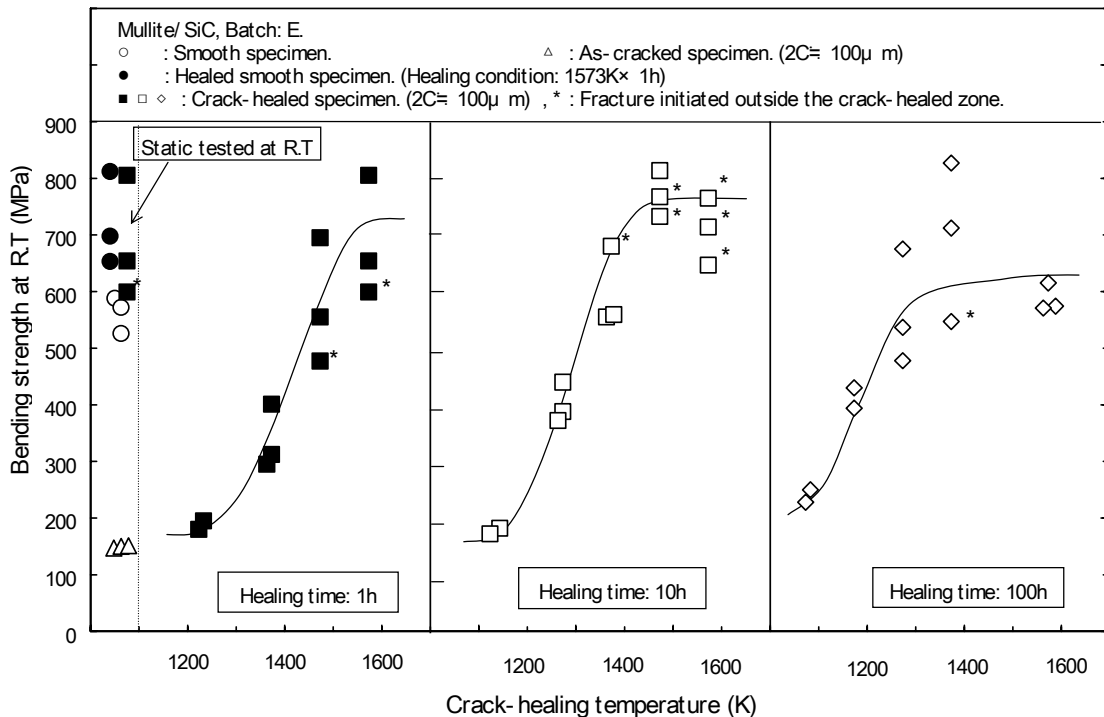 Mullite/ SiC, Batch: E.
○ : Smooth specimen.
△ : As- cracked specimen. (2C= 100μ m)
● : Healed smooth specimen. (Healing condition: 1573K× 1h)
■ □ ◇ : Crack- healed specimen. (2C= 100μ m) , * : Fracture initiated outside the crack- healed zone.
900
800
700
600
500
400
300
200
100
0
Bending strength at R.T (MPa)
Static tested at R.T
*
*
*
*
*
*
*
*
*
*
Healing time: 1h
Healing time: 10h
Healing time: 100h
1200
1400
1600
1200
1400
1600
1200
1400
1600
Crack- healing temperature (K)